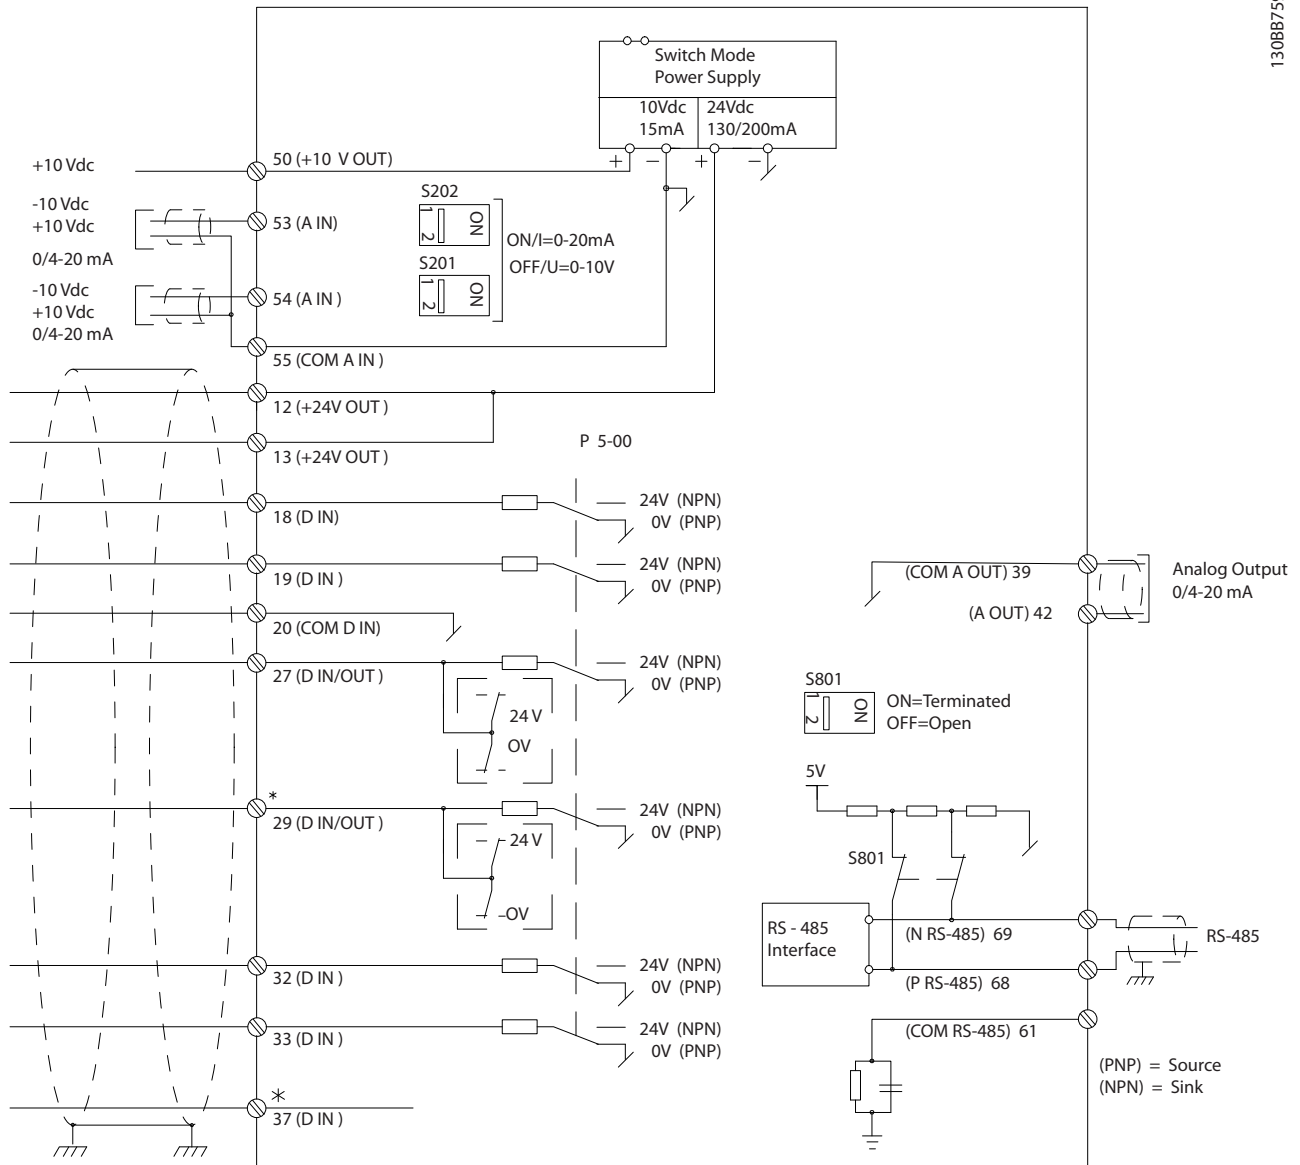 130BB759
Switch Mode
Power Supply
10Vdc
15mA
24Vdc
130/200mA
+ − + −
+10 Vdc
50 (+10 V OUT)
-10 Vdc
+10 Vdc
0/4-20 mA
53 (A IN)
S202
1
2
ON
ON/I=0-20mA
OFF/U=0-10V
S201
1
2
ON
-10 Vdc
+10 Vdc
0/4-20 mA
54 (A IN )
55 (COM A IN )
12 (+24V OUT )
13 (+24V OUT )
P 5-00
18 (D IN)
24V (NPN)
0V (PNP)
19 (D IN )
24V (NPN)
0V (PNP)
20 (COM D IN)
27 (D IN/OUT )
24V (NPN)
0V (PNP)
24 V
OV
*
29 (D IN/OUT )
24V (NPN)
0V (PNP)
24 V
OV
32 (D IN )
24V (NPN)
0V (PNP)
33 (D IN )
24V (NPN)
0V (PNP)
*
37 (D IN )
(COM A OUT) 39
(A OUT) 42
Analog Output
0/4-20 mA
S801
1
2
ON
ON=Terminated
OFF=Open
5V
S801
RS - 485
Interface
(N RS-485) 69
RS-485
(P RS-485) 68
(COM RS-485) 61
(PNP) = Source
(NPN) = Sink